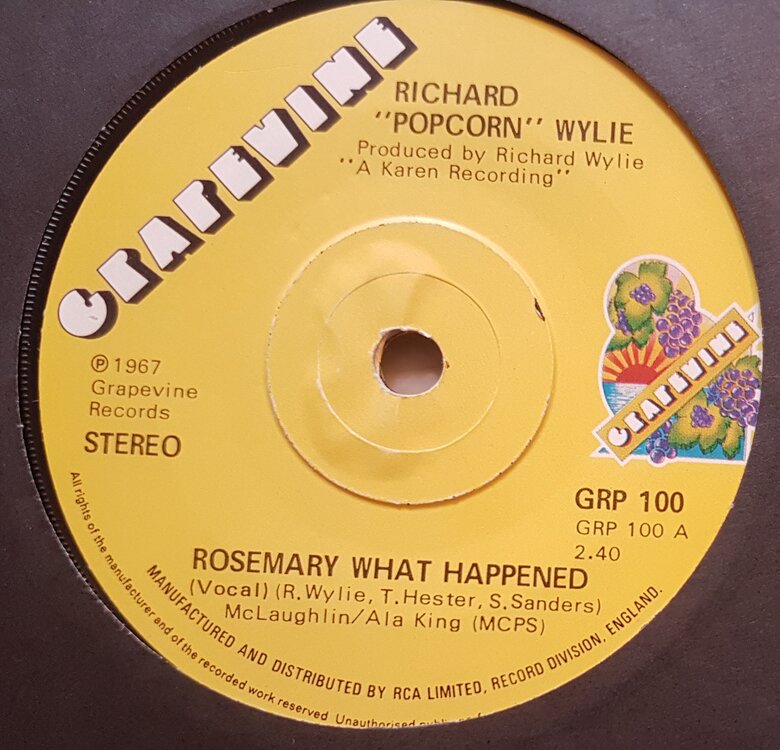 GRAPEVINE
RICHARD
"POPCORN" WYLIE
Produced by Richard Wylie
"A Karen Recording"
℗ 1967
Grapevine
Records
STEREO
GRAPEVINE
GRP 100
GRP 100 A
2.40
ROSEMARY WHAT HAPPENED
(Vocal) (R.Wylie, T.Hester, S.Sanders)
McLaughlin/Ala King (MCPS)
MANUFACTURED AND DISTRIBUTED BY RCA LIMITED, RECORD DIVISION, ENGLAND.
All rights of the manufacturer and of the recorded work reserved Unauthorised